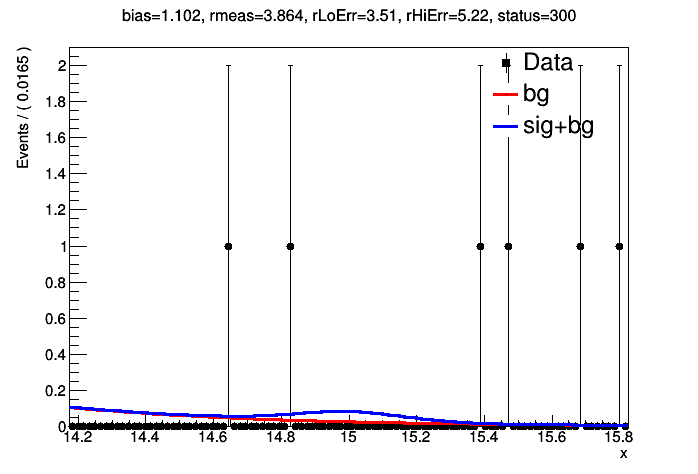 bias=1.102, rmeas=3.864, rLoErr=3.51, rHiErr=5.22, status=300
Events / ( 0.0165 )
2
1.8
1.6
1.4
1.2
1
0.8
0.6
0.4
0.2
0
Data
bg
sig+bg
14.2 14.4 14.6 14.8 15 15.2 15.4 15.6 15.8
x